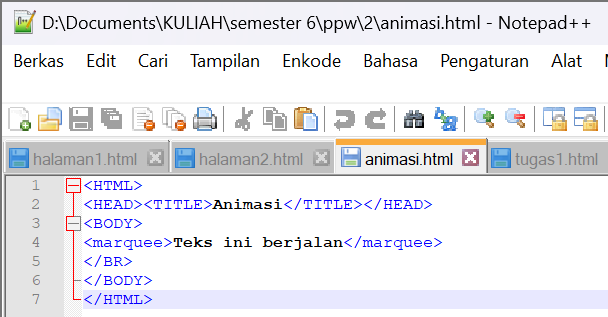 D:\Documents\KULIAH\semester 6\ppw\2\animasi.html - Notepad++
Berkas Edit Cari Tampilan Enkode Bahasa Pengaturan Alat
halaman1.html halaman2.html animasi.html tugas1.html
1 <HTML>
2 <HEAD><TITLE>Animasi</TITLE></HEAD>
3 <BODY>
4 <marquee>Teks ini berjalan</marquee>
5 </BR>
6 </BODY>
7 </HTML>